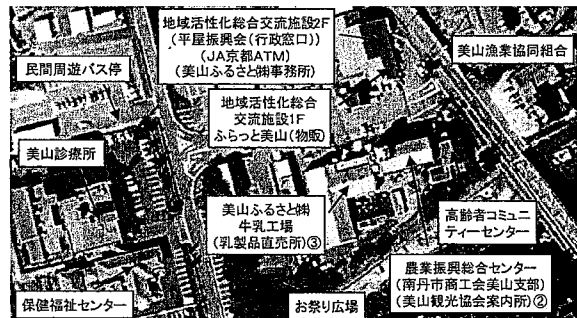 地域活性化総合交流施設2F
(平屋振興会(行政窓口))
(JA京都ATM)
(美山ふるさと㈱事務所)
美山漁業協同組合
民間周遊バス停
地域活性化総合
交流施設1F
ふらっと美山(物販)
美山診療所
美山ふるさと㈱
牛乳工場
(乳製品直売所)③
高齢者コミュニ
ティーセンター
農業振興総合センター
(南丹市商工会美山支部)
(美山観光協会案内所)②
保健福祉センター
お祭り広場